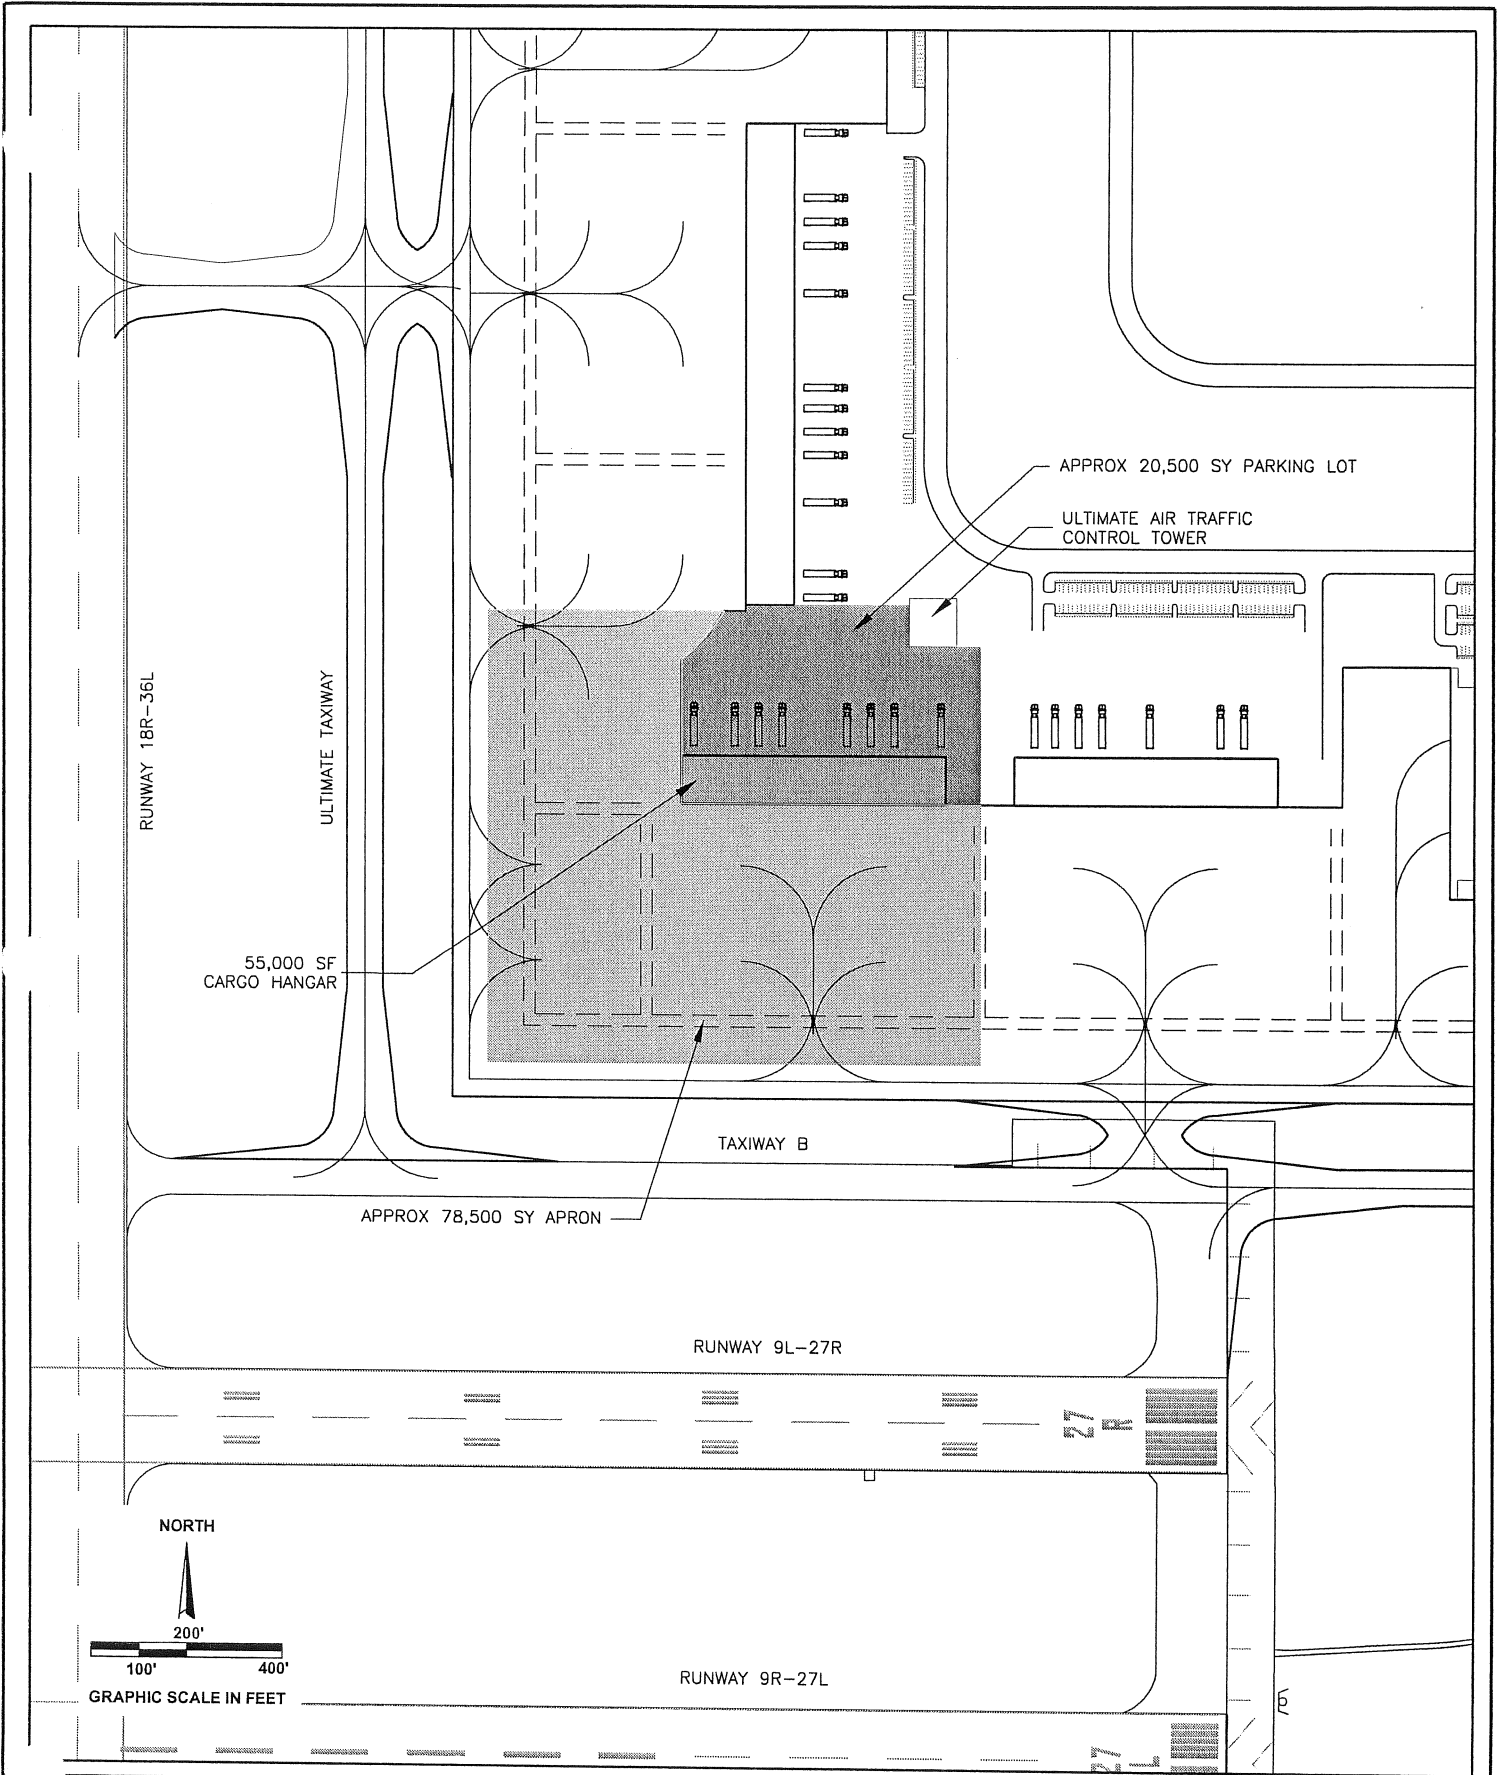 APPROX 20,500 SY PARKING LOT
ULTIMATE AIR TRAFFIC
CONTROL TOWER
RUNWAY 18R-36L
ULTIMATE TAXIWAY
55,000 SF
CARGO HANGAR
TAXIWAY B
APPROX 78,500 SY APRON
RUNWAY 9L-27R
27
R
NORTH
200'
100'
400'
GRAPHIC SCALE IN FEET
RUNWAY 9R-27L
27
L